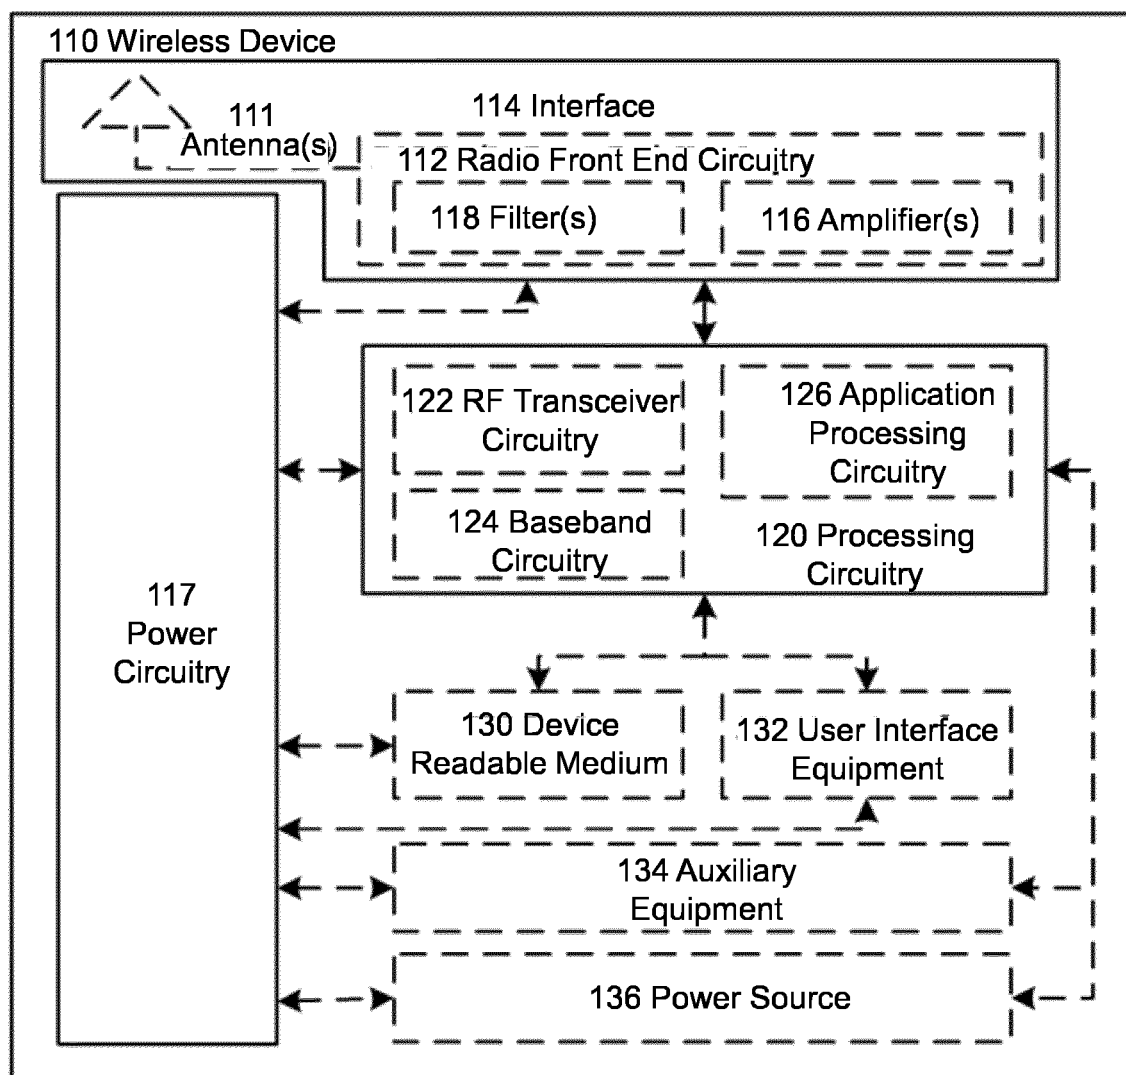 110 Wireless Device
111
Antenna(s)
114 Interface
112 Radio Front End Circuitry
118 Filter(s)
116 Amplifier(s)
122 RF Transceiver
Circuitry
126 Application
Processing
Circuitry
124 Baseband
Circuitry
120 Processing
Circuitry
117
Power
Circuitry
130 Device
Readable Medium
132 User Interface
Equipment
134 Auxiliary
Equipment
136 Power Source